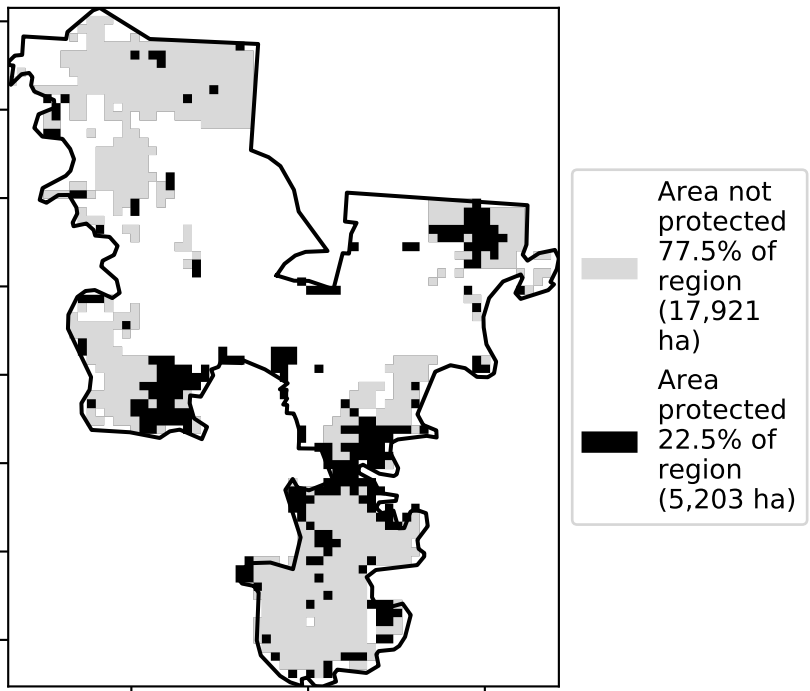 Area not
protected
77.5% of
region
(17,921
ha)
Area
protected
22.5% of
region
(5,203 ha)